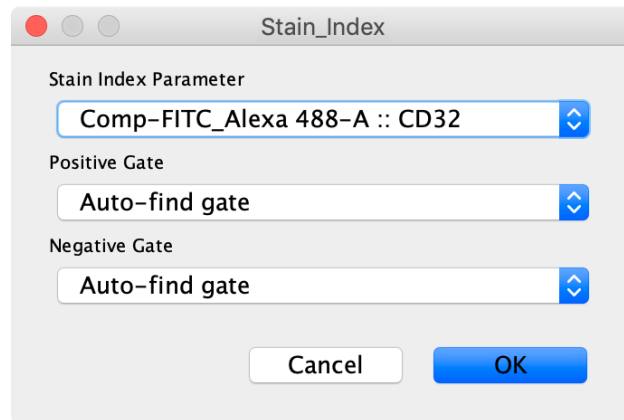 Stain_Index
Stain Index Parameter
Comp-FITC_Alexa 488-A :: CD32
Positive Gate
Auto-find gate
Negative Gate
Auto-find gate
Cancel OK